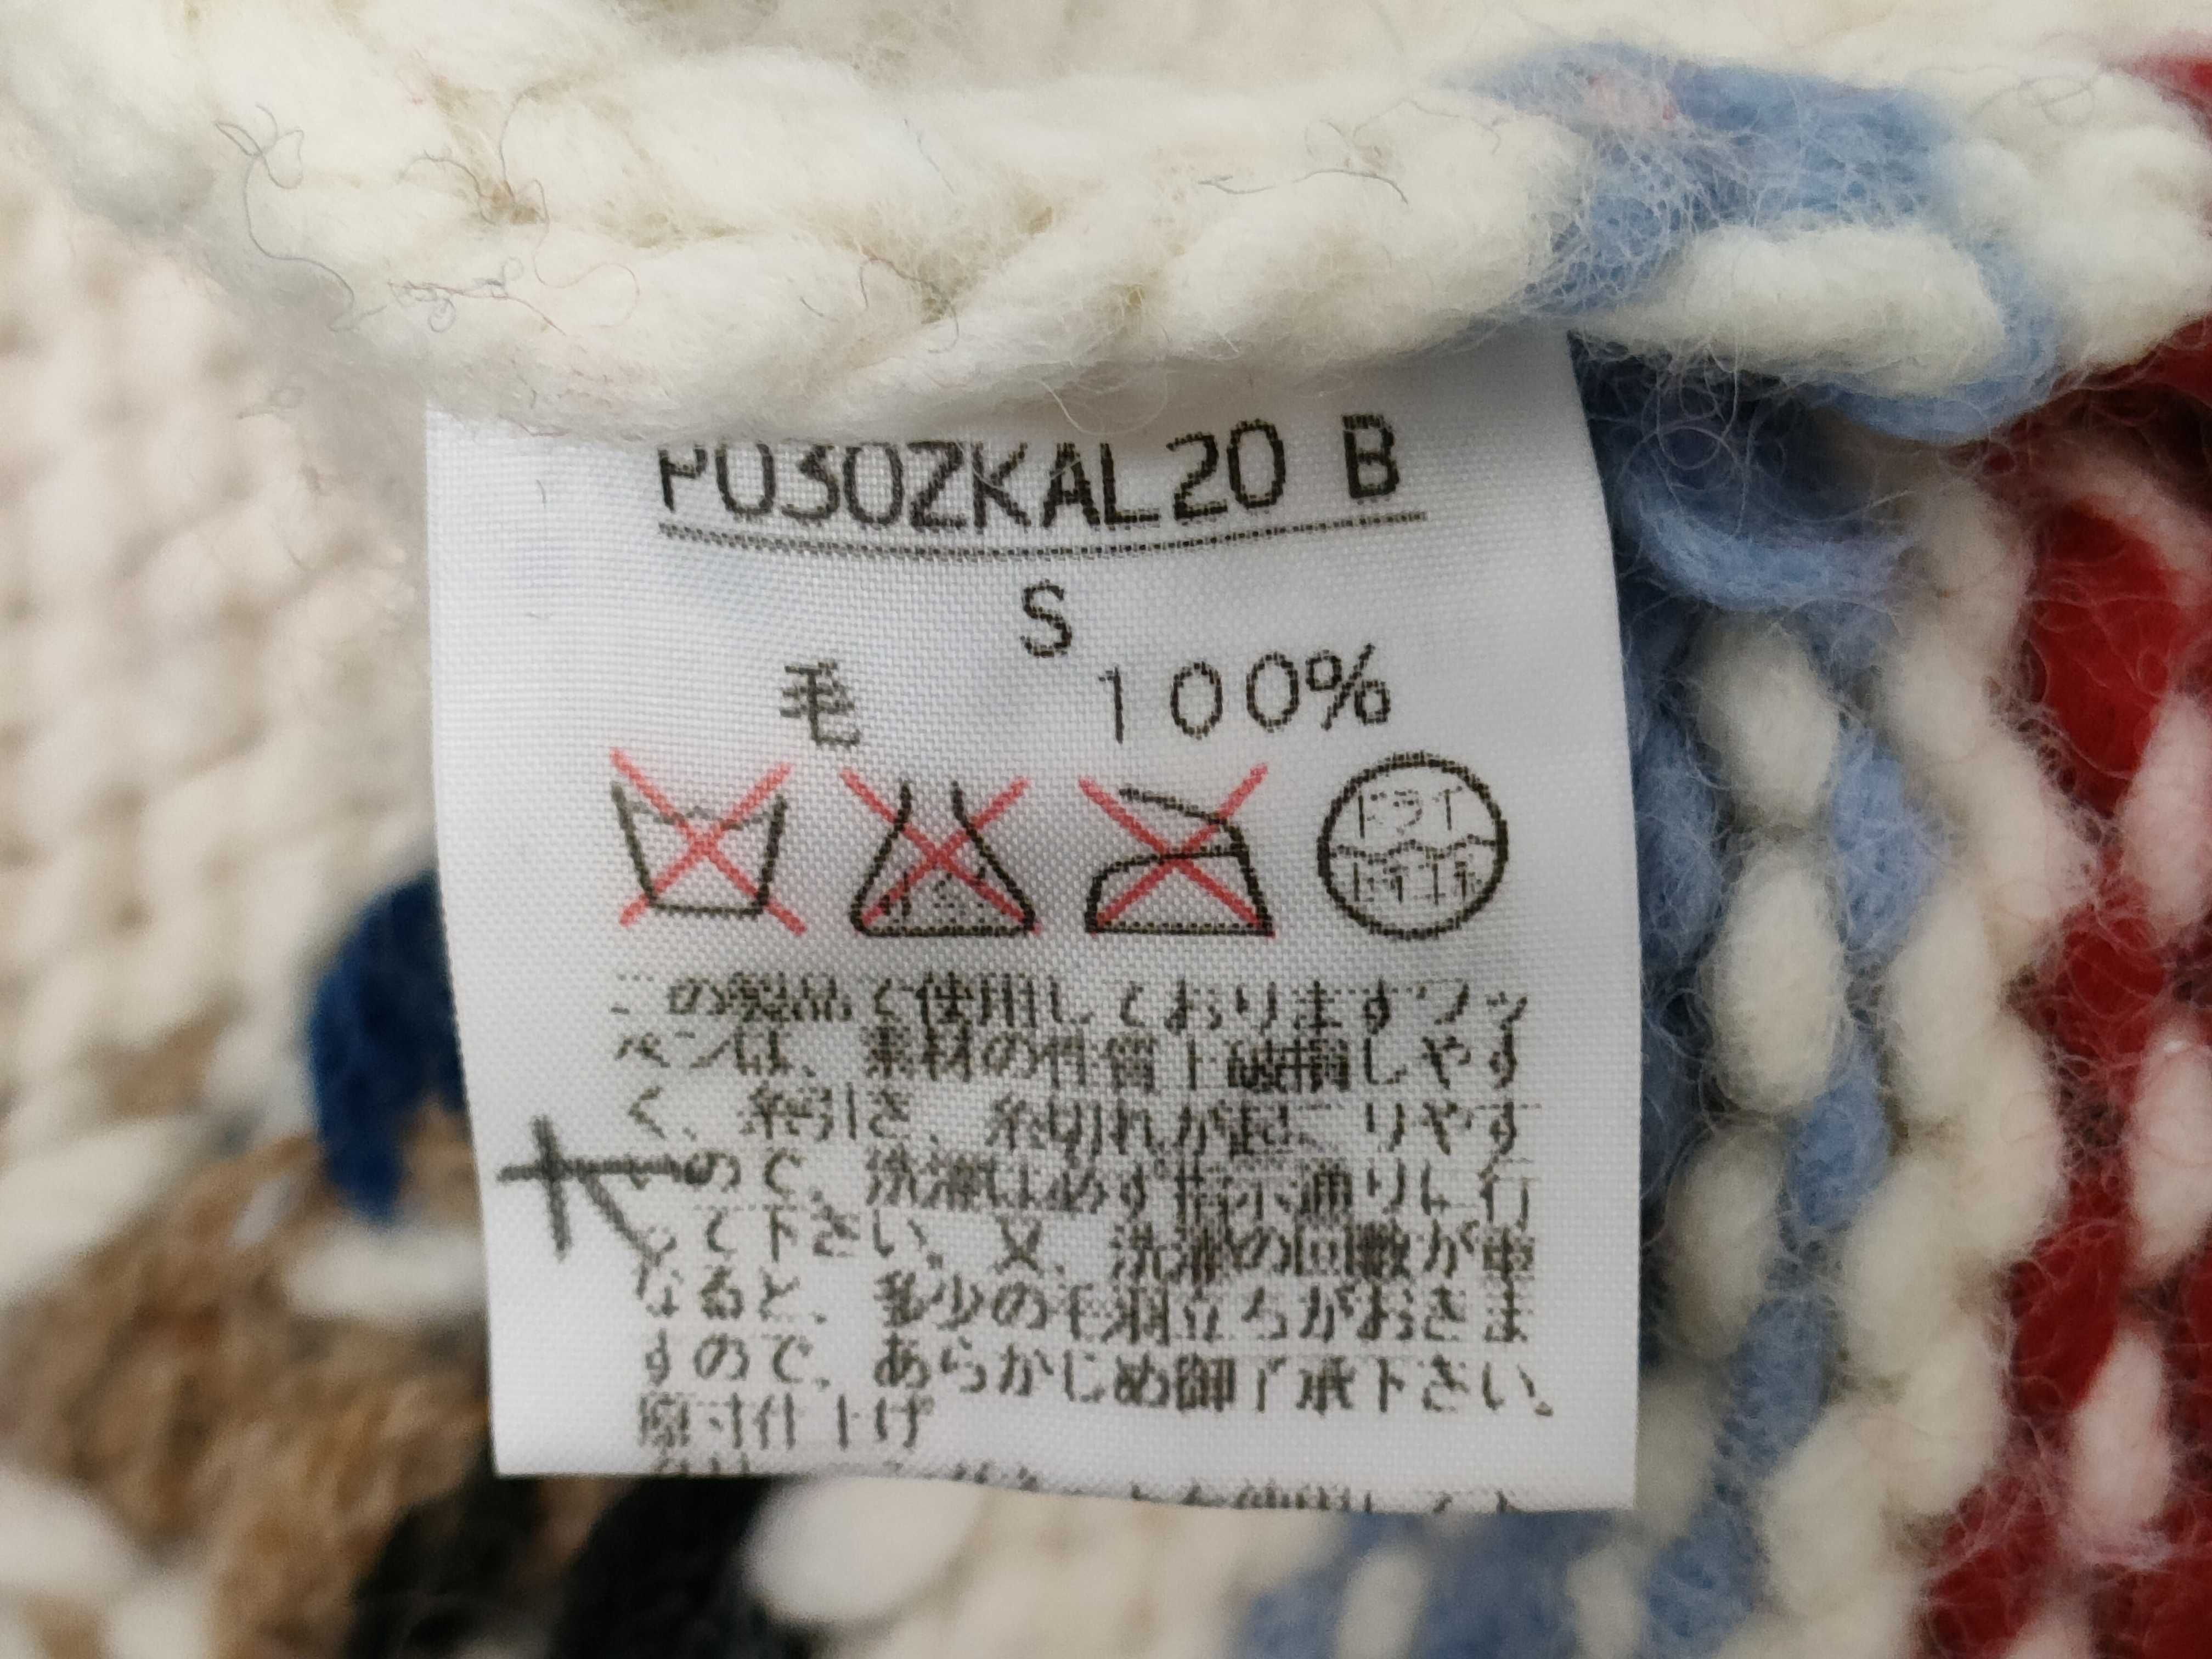 P030ZKAL20 B
S
毛 100%
ドライ
セキユ系
この製品で使用しておりますワッ
ペンは、素材の性質上破損しやす
く、糸引き、糸切れが起こりやす
いので、洗濯は必ず指示通りに行
って下さい。又、洗濯の回数が重
なると、多少の毛羽立ちがおきま
すので、あらかじめ御了承下さい。
原寸仕上げ